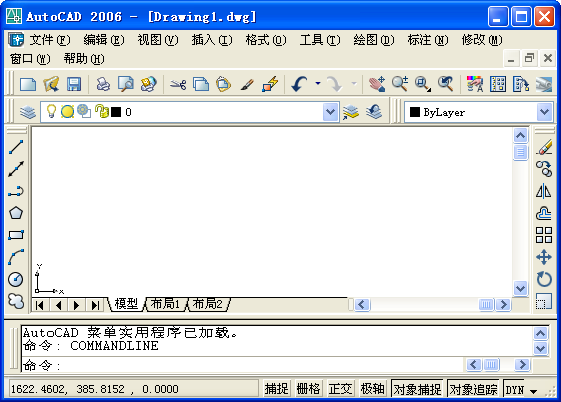 AutoCAD 2006 - [Drawing1.dwg]
文件(F) 编辑(E) 视图(V) 插入(I) 格式(O) 工具(T) 绘图(D) 标注(N) 修改(M)
窗口(W) 帮助(H)
0 ByLayer
Y
X
模型 布局1 布局2
AutoCAD 菜单实用程序已加载。
命令: COMMANDLINE
命令:
1622.4602, 385.8152 , 0.0000 捕捉 栅格 正交 极轴 对象捕捉 对象追踪 DYN